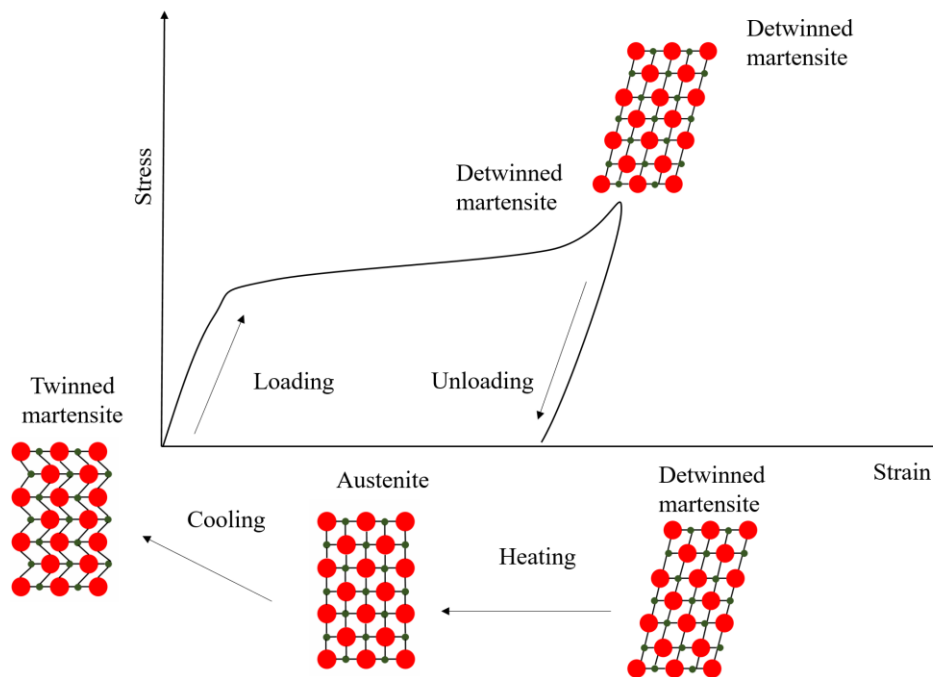 Detwinned
martensite
Stress
Detwinned
martensite
Loading
Unloading
Twinned
martensite
Strain
Austenite
Detwinned
martensite
Cooling
Heating